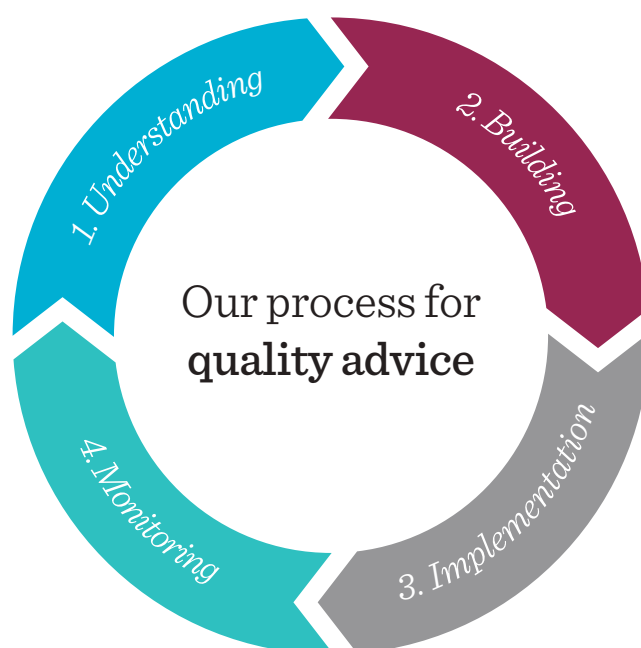 1. Understanding
2. Building
Our process for
quality advice
3. Implementation
4. Monitoring